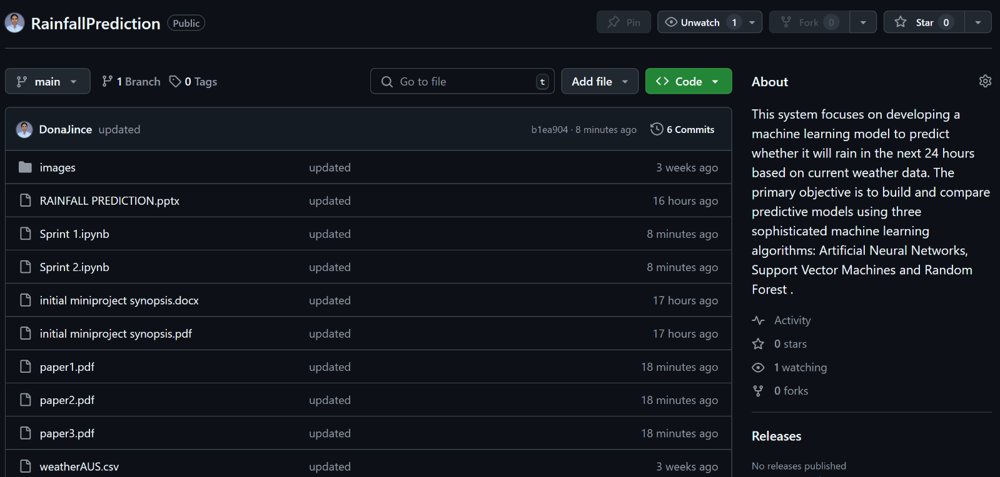 RainfallPrediction Public Pin Unwatch 1 Fork 0 Star 0
main 1 Branch 0 Tags Go to file t Add file Code
DonaJince updated b1ea904 · 8 minutes ago 6 Commits
images updated 3 weeks ago
RAINFALL PREDICTION.pptx updated 16 hours ago
Sprint 1.ipynb updated 8 minutes ago
Sprint 2.ipynb updated 8 minutes ago
initial miniproject synopsis.docx updated 17 hours ago
initial miniproject synopsis.pdf updated 17 hours ago
paper1.pdf updated 18 minutes ago
paper2.pdf updated 18 minutes ago
paper3.pdf updated 18 minutes ago
weatherAUS.csv updated 3 weeks ago
About
This system focuses on developing a
machine learning model to predict
whether it will rain in the next 24 hours
based on current weather data. The
primary objective is to build and compare
predictive models using three
sophisticated machine learning
algorithms: Artificial Neural Networks,
Support Vector Machines and Random
Forest .
Activity
0 stars
1 watching
0 forks
Releases
No releases published